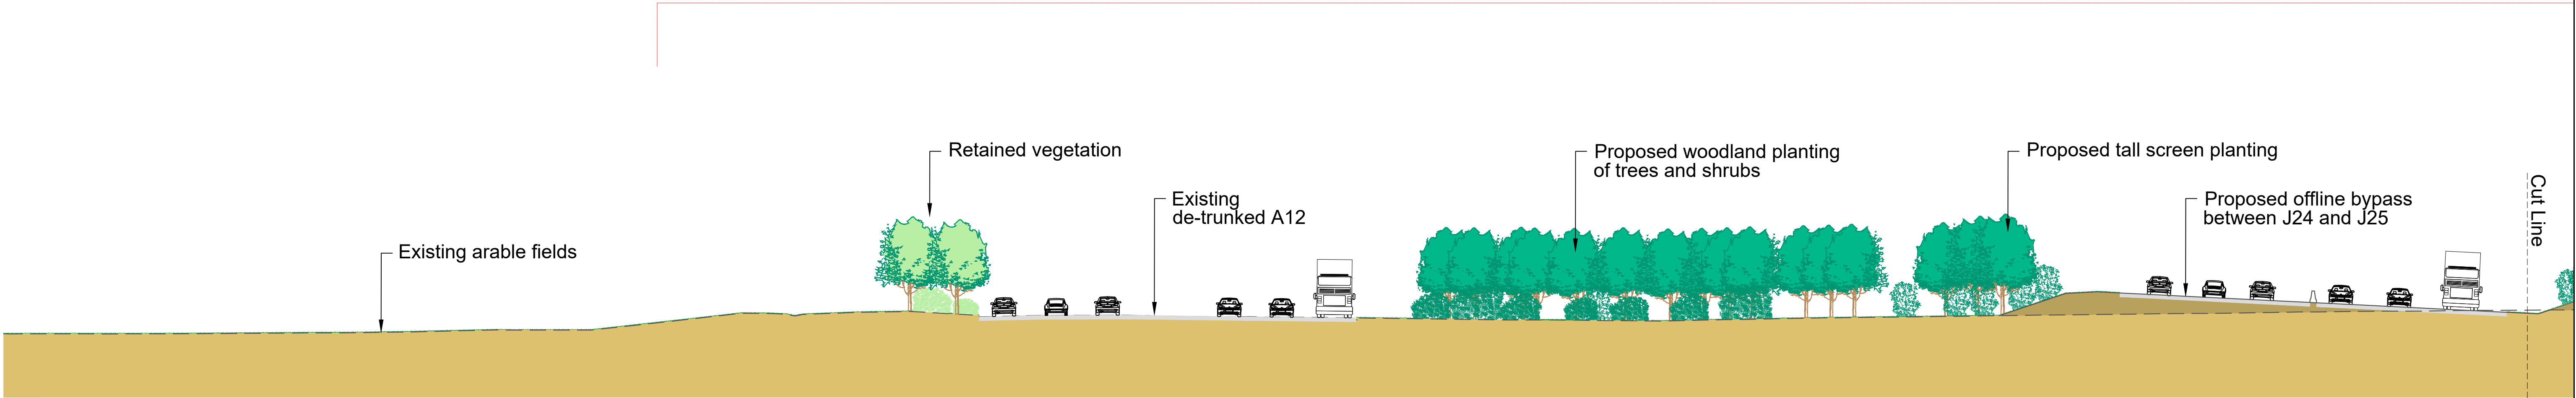 Existing arable fields
Retained vegetation
Existing
de-trunked A12
Proposed woodland planting
of trees and shrubs
Proposed tall screen planting
Proposed offline bypass
between J24 and J25
Cut Line